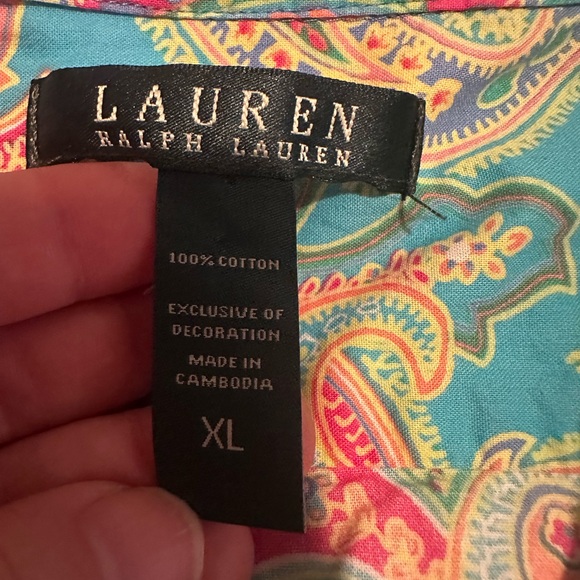 LAUREN
RALPH LAUREN
100% COTTON
EXCLUSIVE OF
DECORATION
MADE IN
CAMBODIA
XL